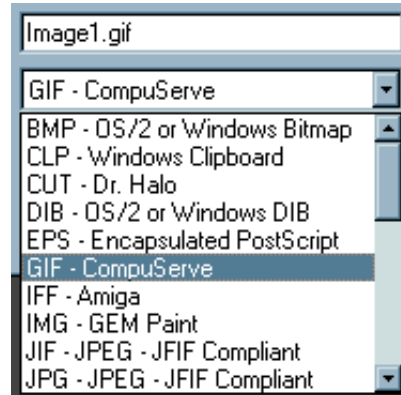 Image1.gif
GIF - CompuServe
BMP - OS/2 or Windows Bitmap
CLP - Windows Clipboard
CUT - Dr. Halo
DIB - OS/2 or Windows DIB
EPS - Encapsulated PostScript
GIF - CompuServe
IFF - Amiga
IMG - GEM Paint
JIF - JPEG - JFIF Compliant
JPG - JPEG - JFIF Compliant